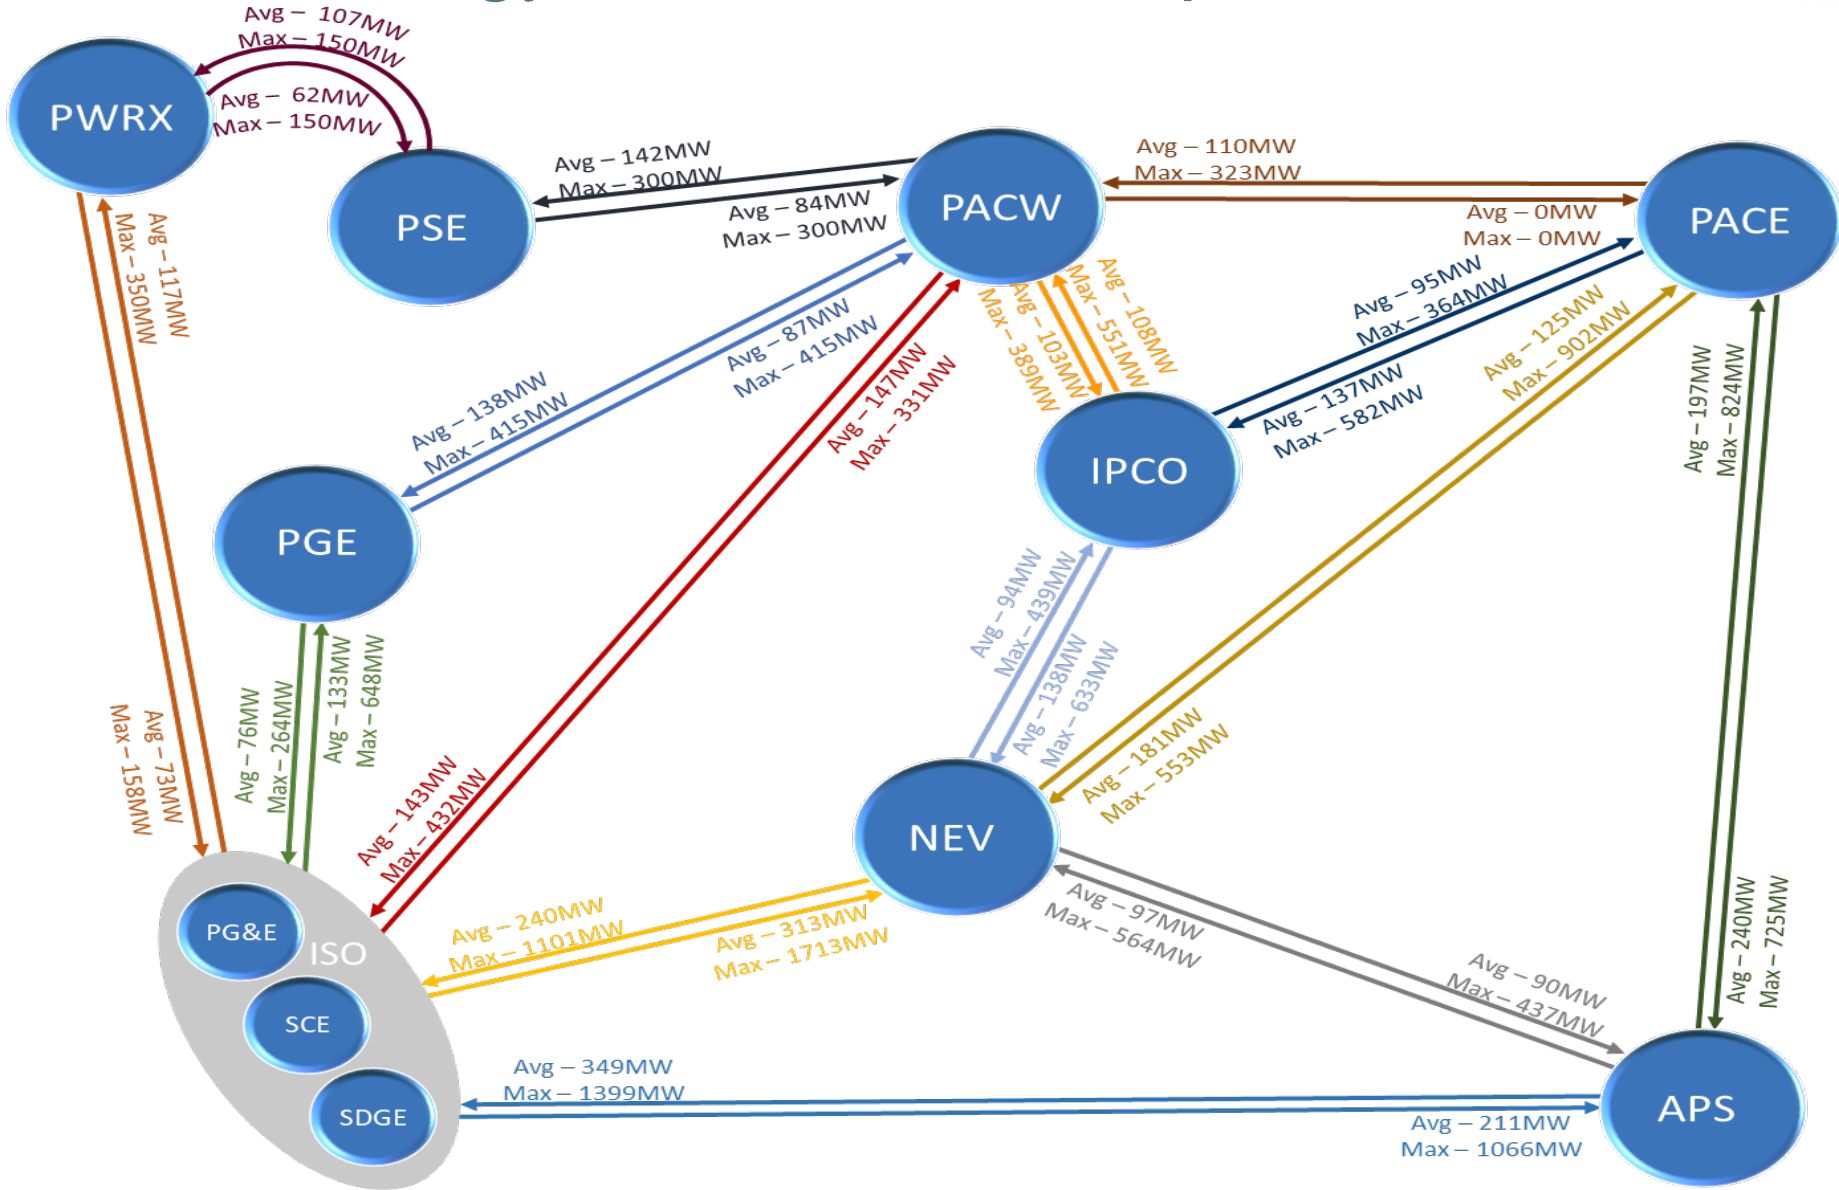 Avg – 107MW
Max – 150MW
PWRX
Avg – 62MW
Max – 150MW
PSE
Avg – 142MW
Max – 300MW
Avg – 84MW
Max – 300MW
PACW
Avg – 110MW
Max – 323MW
Avg – 0MW
Max – 0MW
PACE
Avg – 117MW
Max – 350MW
Avg – 138MW
Max – 415MW
Avg – 87MW
Max – 415MW
Avg – 147MW
Max – 331MW
Avg – 103MW
Max – 389MW
Avg – 108MW
Max – 551MW
Avg – 95MW
Max – 364MW
Avg – 137MW
Max – 582MW
Avg – 125MW
Max – 902MW
Avg – 197MW
Max – 824MW
IPCO
PGE
Avg – 94MW
Max – 439MW
Avg – 138MW
Max – 633MW
Avg – 76MW
Max – 264MW
Avg – 133MW
Max – 648MW
Avg – 73MW
Max – 158MW
Avg – 143MW
Max – 432MW
Avg – 181MW
Max – 553MW
NEV
Avg – 240MW
Max – 1101MW
Avg – 313MW
Max – 1713MW
Avg – 97MW
Max – 564MW
Avg – 90MW
Max – 437MW
Avg – 240MW
Max – 725MW
PG&E
ISO
SCE
SDGE
Avg – 349MW
Max – 1399MW
Avg – 211MW
Max – 1066MW
APS